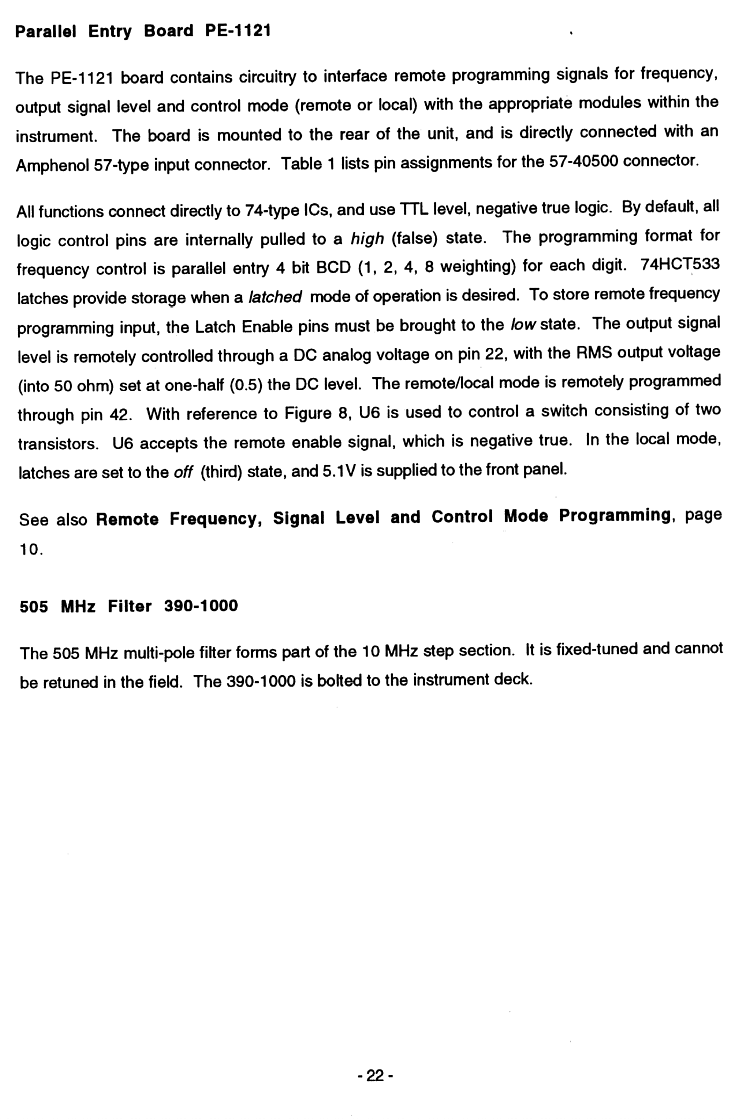 Parallel Entry Board PE-1121
The PE-1121 board contains circuitry to interface remote programming signals for frequency,
output signal level and control mode (remote or local) with the appropriate modules within the
instrument. The board is mounted to the rear of the unit, and is directly connected with an
Amphenol 57-type input connector. Table 1 lists pin assignments for the 57-40500 connector.
All functions connect directly to 74-type ICs, and use TTL level, negative true logic. By default, all
logic control pins are internally pulled to a high (false) state. The programming format for
frequency control is parallel entry 4 bit BCD (1, 2, 4, 8 weighting) for each digit. 74HCT533
latches provide storage when a latched mode of operation is desired. To store remote frequency
programming input, the Latch Enable pins must be brought to the low state. The output signal
level is remotely controlled through a DC analog voltage on pin 22, with the RMS output voltage
(into 50 ohm) set at one-half (0.5) the DC level. The remote/local mode is remotely programmed
through pin 42. With reference to Figure 8, U6 is used to control a switch consisting of two
transistors. U6 accepts the remote enable signal, which is negative true. In the local mode,
latches are set to the off (third) state, and 5.1V is supplied to the front panel.
See also Remote Frequency, Signal Level and Control Mode Programming, page
10.
505 MHz Filter 390-1000
The 505 MHz multi-pole filter forms part of the 10 MHz step section. It is fixed-tuned and cannot
be retuned in the field. The 390-1000 is bolted to the instrument deck.
- 22 -